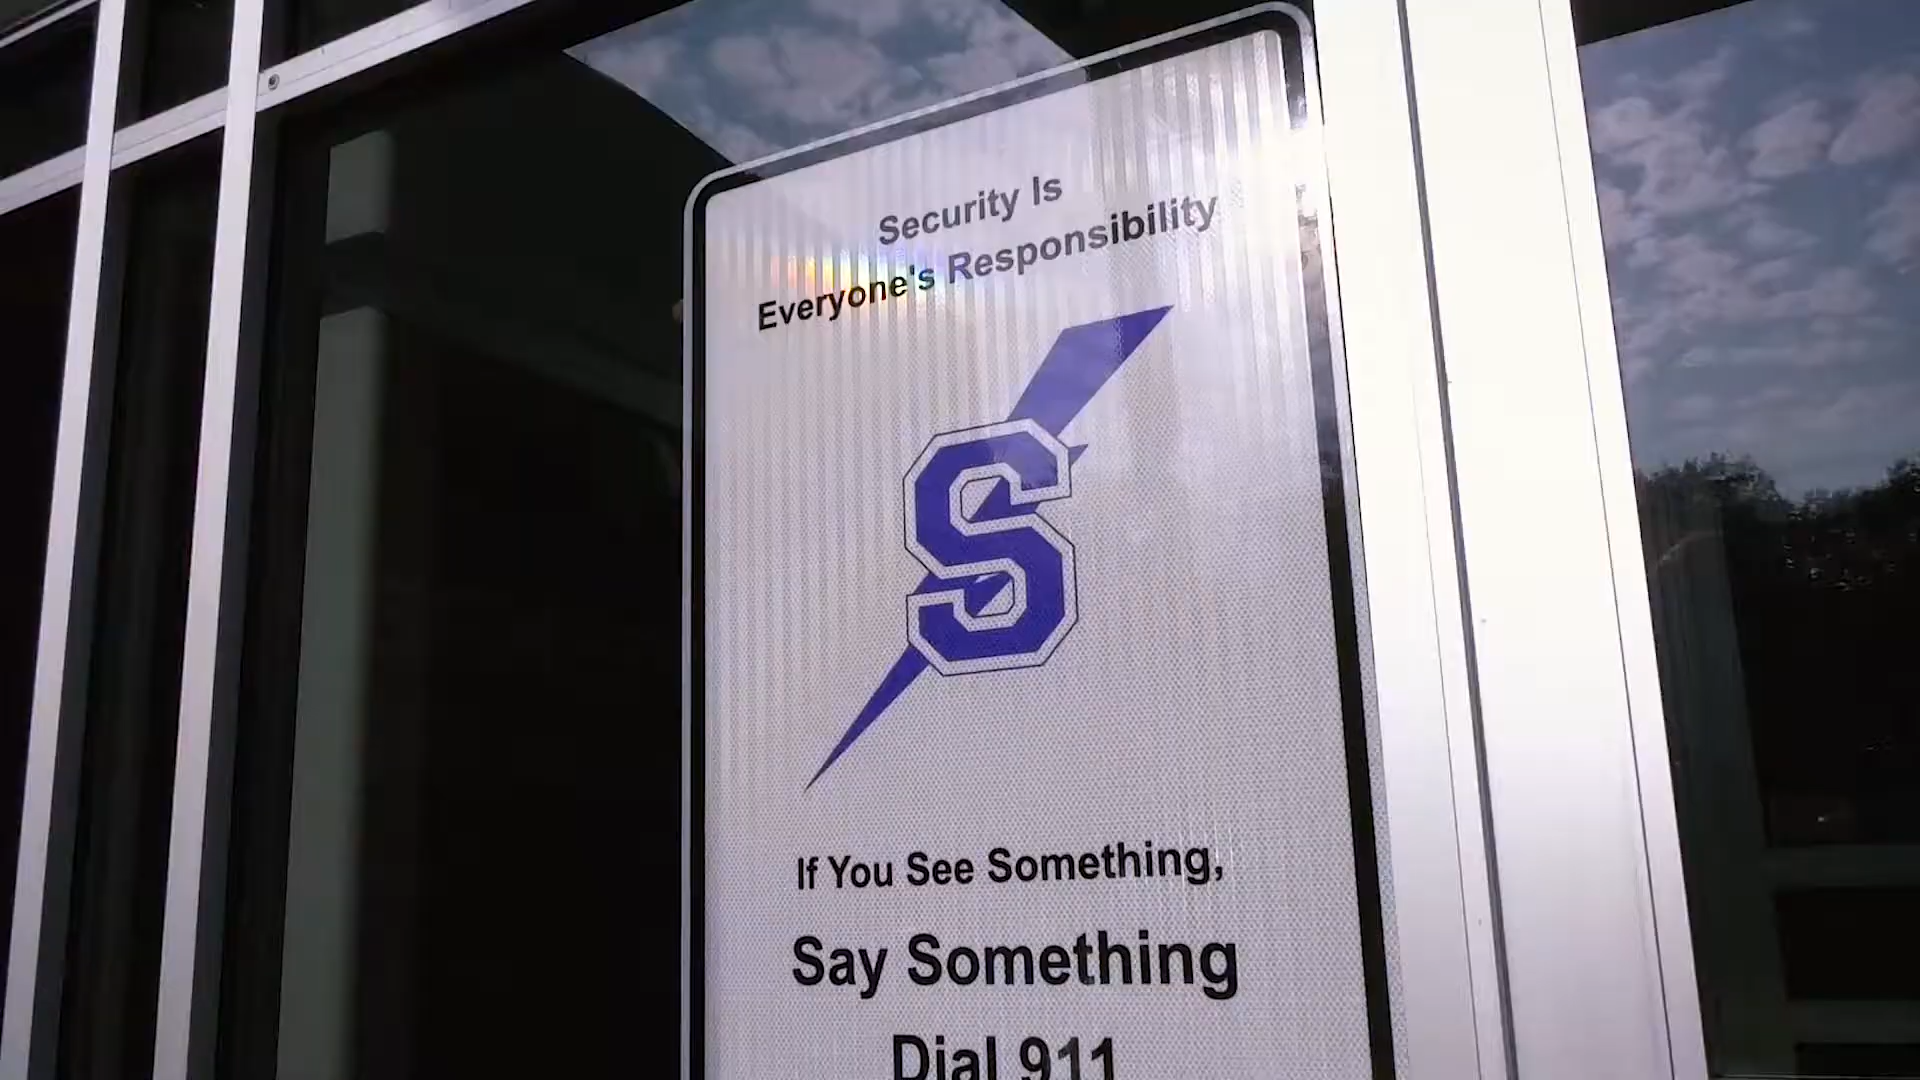 Security Is
Everyone's Responsibility
S
If You See Something,
Say Something
Dial 911